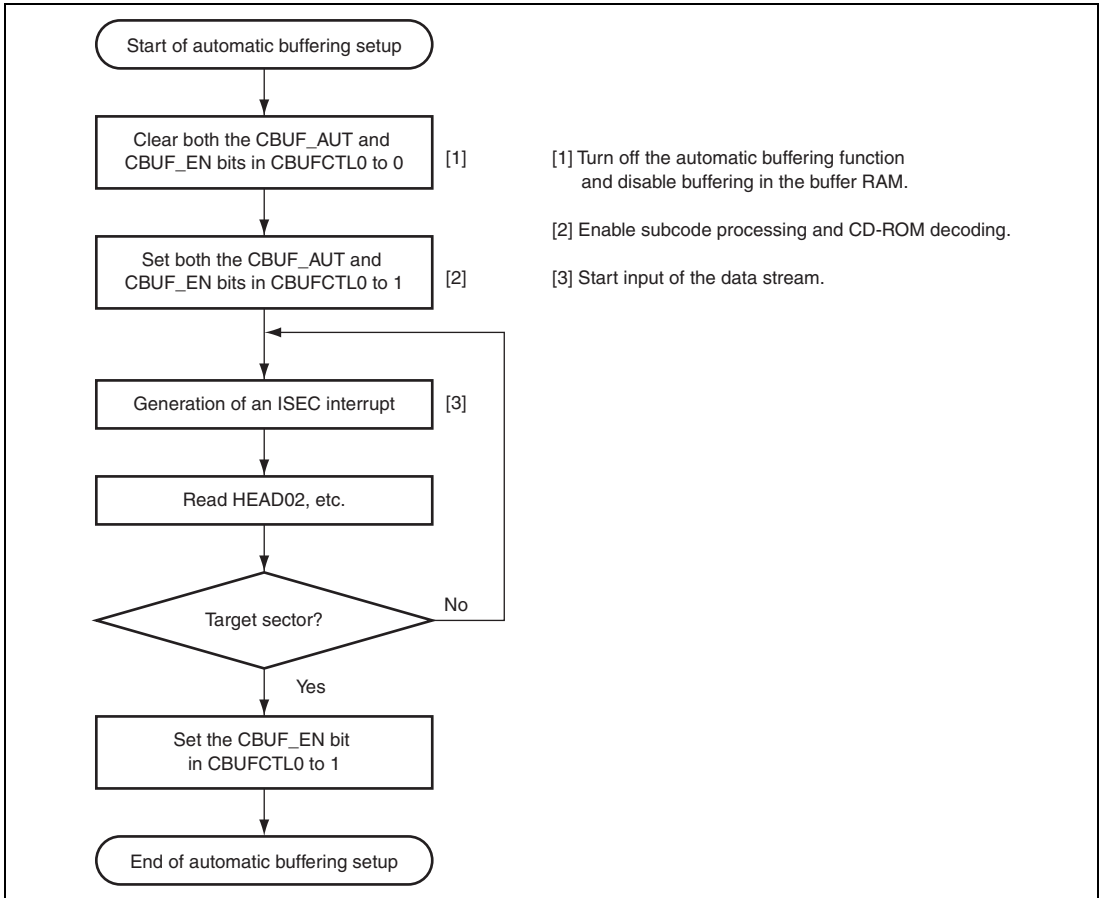 Start of automatic buffering setup
Clear both the CBUF_AUT and
CBUF_EN bits in CBUFCTL0 to 0
[1]
[1] Turn off the automatic buffering function
and disable buffering in the buffer RAM.
[2] Enable subcode processing and CD-ROM decoding.
Set both the CBUF_AUT and
CBUF_EN bits in CBUFCTL0 to 1
[2]
[3] Start input of the data stream.
Generation of an ISEC interrupt
[3]
Read HEAD02, etc.
Target sector?
No
Yes
Set the CBUF_EN bit
in CBUFCTL0 to 1
End of automatic buffering setup